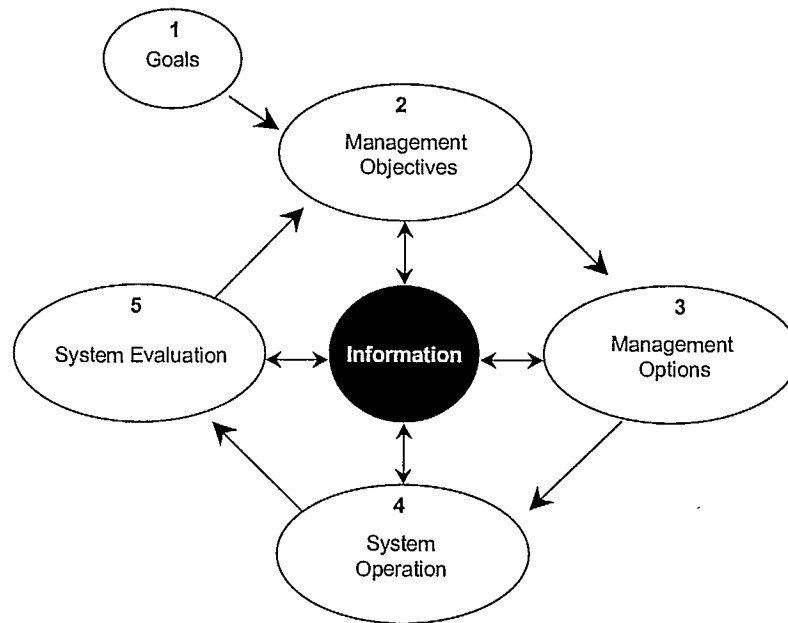 1
Goals
2
Management
Objectives
3
Management
Options
Information
5
System Evaluation
4
System
Operation